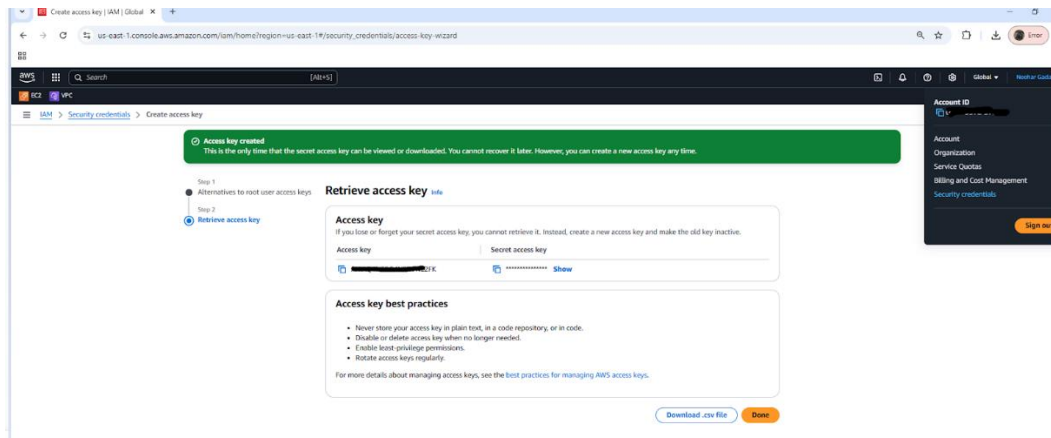 Create access key | IAM | Global
us-east-1.console.aws.amazon.com/iam/home?region=us-east-1#/security_credentials/access-key-wizard
Error
aws
Search
[Alt+S]
Global
EC2
VPC
IAM > Security credentials > Create access key
Account ID
Account
Organization
Service Quotas
Billing and Cost Management
Security credentials
Sign out
Access key created
This is the only time that the secret access key can be viewed or downloaded. You cannot recover it later. However, you can create a new access key any time.
Step 1
Alternatives to root user access keys
Step 2
Retrieve access key
Retrieve access key Info
Access key
If you lose or forget your secret access key, you cannot retrieve it. Instead, create a new access key and make the old key inactive.
Access key
Secret access key
2FK
*************** Show
Access key best practices
• Never store your access key in plain text, in a code repository, or in code.
• Disable or delete access key when no longer needed.
• Enable least-privilege permissions.
• Rotate access keys regularly.
For more details about managing access keys, see the best practices for managing AWS access keys.
Download .csv file
Done